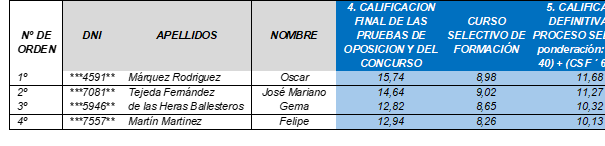 Nº DE ORDEN DNI APELLIDOS NOMBRE 4. CALIFICACION FINAL DE LAS PRUEBAS DE OPOSICION Y DEL CONCURSO CURSO SELECTIVO DE FORMACIÓN 5. CALIFICA DEFINITIVA PROCESO SEL ponderación: 40) + (CSF ´ 6
1º ***4591** Márquez Rodriguez Oscar 15,74 8,98 11,68
2º ***7081** Tejeda Fernández José Mariano 14,64 9,02 11,27
3º ***5946** de las Heras Ballesteros Gema 12,82 8,65 10,32
4º ***7557** Martín Martinez Felipe 12,94 8,26 10,13